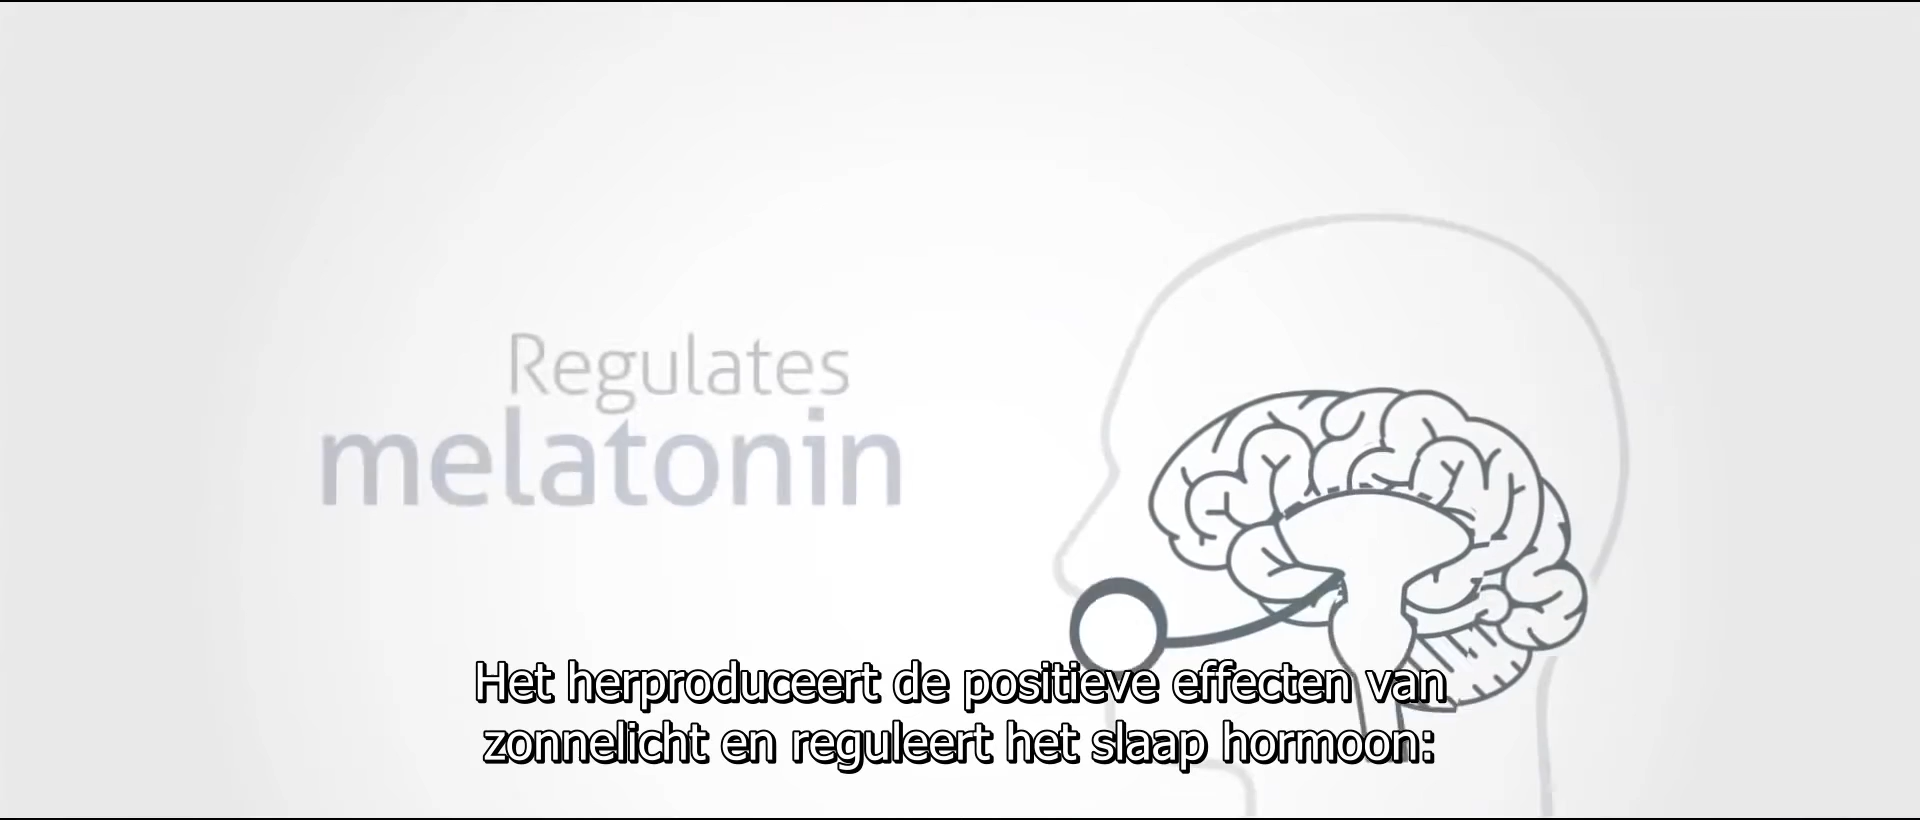 Regulates
melatonin
Het herproduceert de positieve effecten van
zonnelicht en reguleert het slaap hormoon: